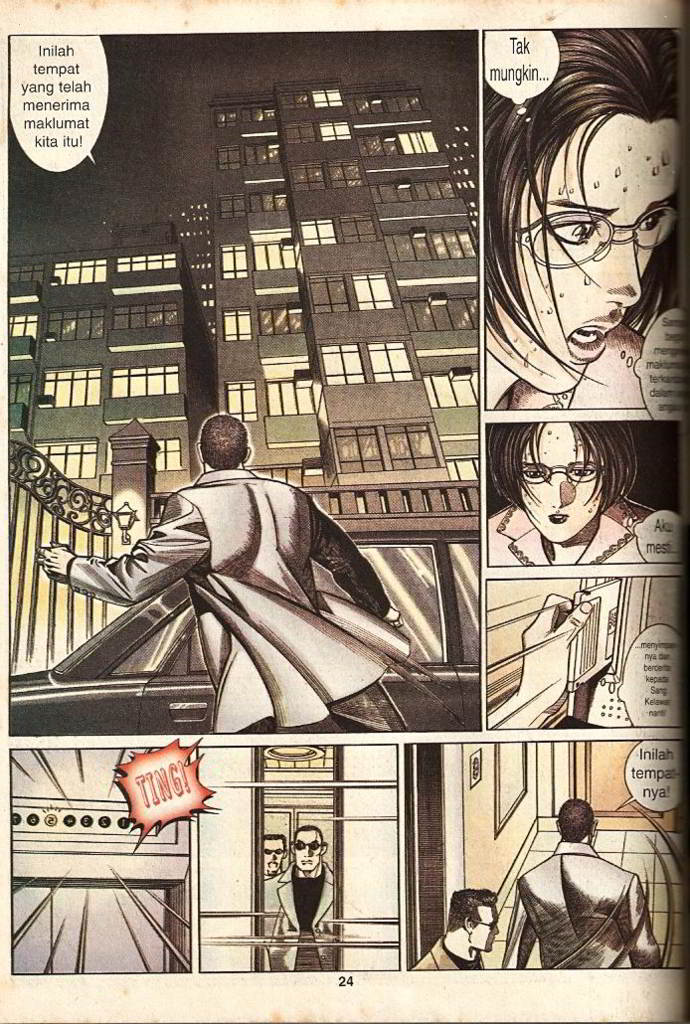 Inilah
tempat
yang telah
menerima
maklumat
kita itu!
Tak
mungkin...
Aku
mesti...
...menyimpan-
nya dan
bercerita
kepada
Sang
Kelawar
nanti!
TING!
2
Inilah
tempat-
nya!
24